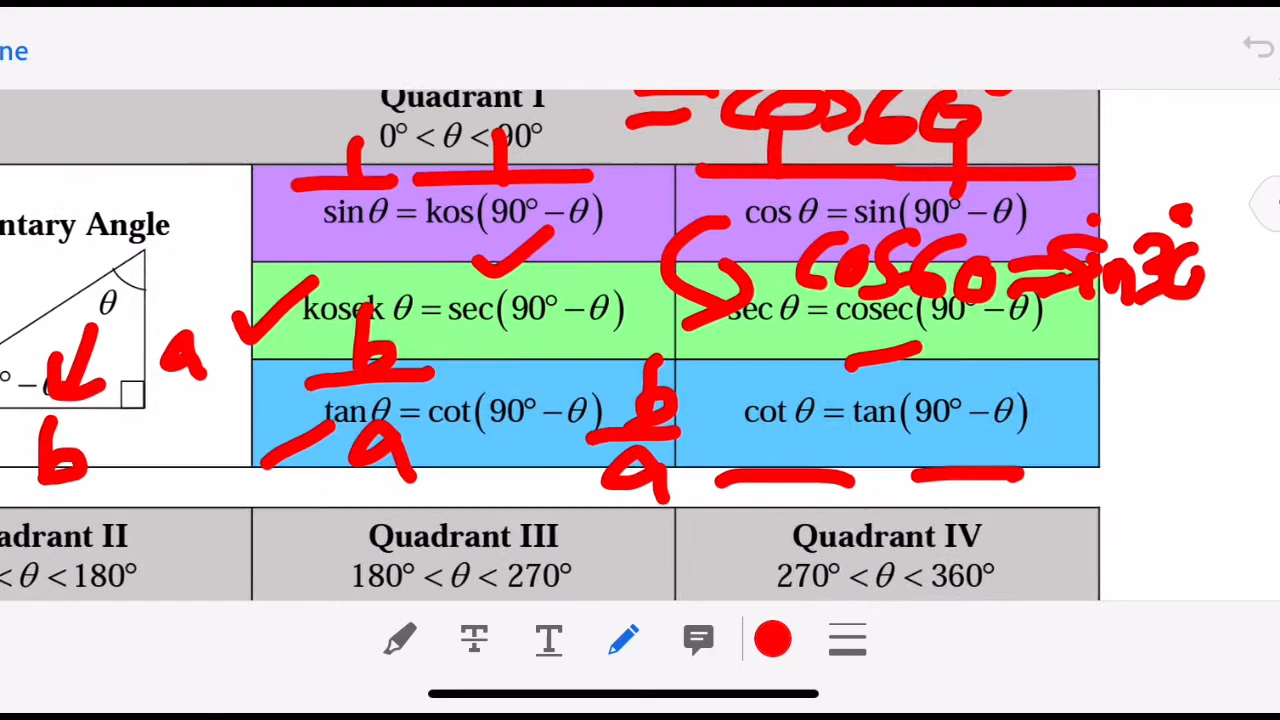 ne
Quadrant I
0° < θ < 90°
ntary Angle
sin θ = kos(90° − θ)
cos θ = sin(90° − θ)
θ
kosek θ = sec(90° − θ)
sec θ = cosec(90° − θ)
a
° − θ
b
b
tan θ = cot(90° − θ)
a
b
a
cot θ = tan(90° − θ)
adrant II
< θ < 180°
Quadrant III
180° < θ < 270°
Quadrant IV
270° < θ < 360°